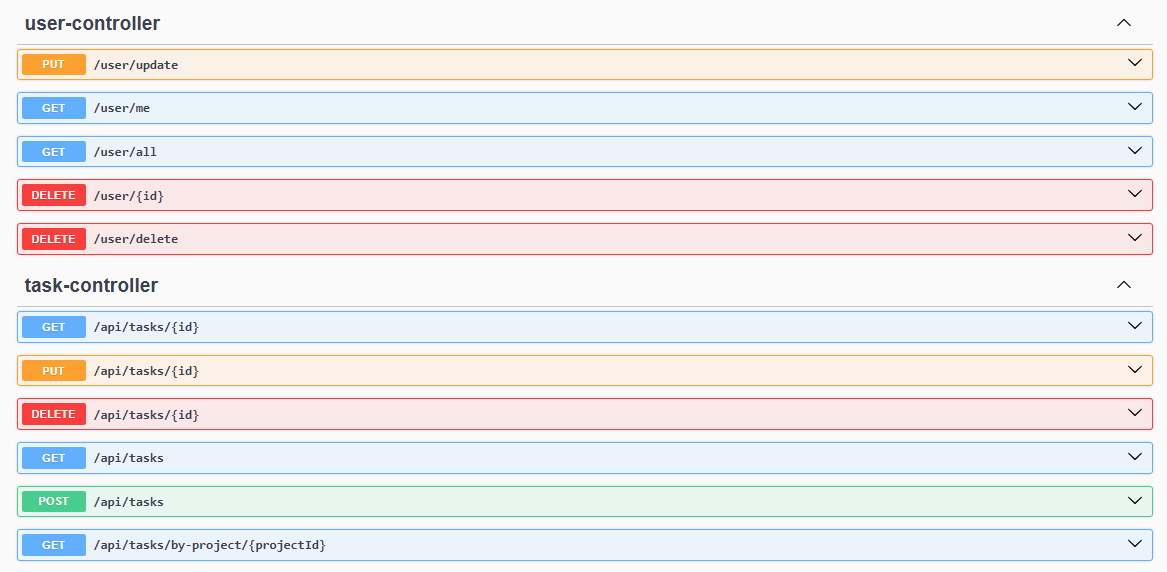 user-controller
PUT /user/update
GET /user/me
GET /user/all
DELETE /user/{id}
DELETE /user/delete
task-controller
GET /api/tasks/{id}
PUT /api/tasks/{id}
DELETE /api/tasks/{id}
GET /api/tasks
POST /api/tasks
GET /api/tasks/by-project/{projectId}